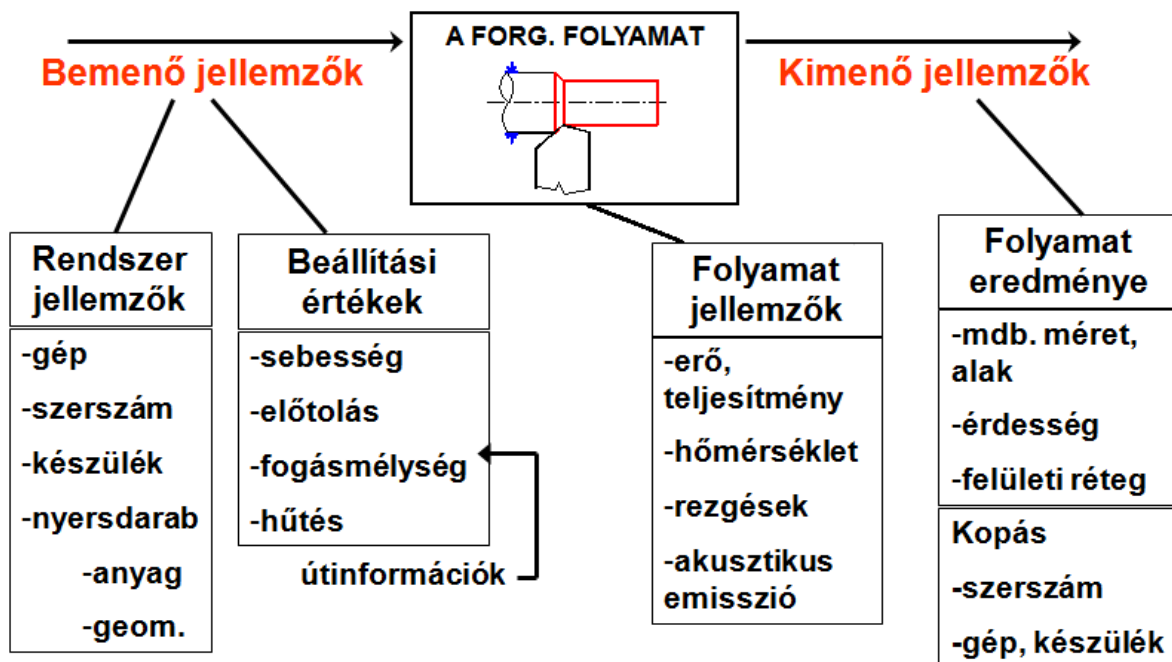 A FORG. FOLYAMAT
Bemenő jellemzők
Kimenő jellemzők
Rendszer
jellemzők
-gép
-szerszám
-készülék
-nyersdarab
-anyag
-geom.
Beállítási
értékek
-sebesség
-előtolás
-fogásmélység
-hűtés
útinformációk
Folyamat
jellemzők
-erő,
teljesítmény
-hőmérséklet
-rezgések
-akusztikus
emisszió
Folyamat
eredménye
-mdb. méret,
alak
-érdesség
-felületi réteg
Kopás
-szerszám
-gép, készülék